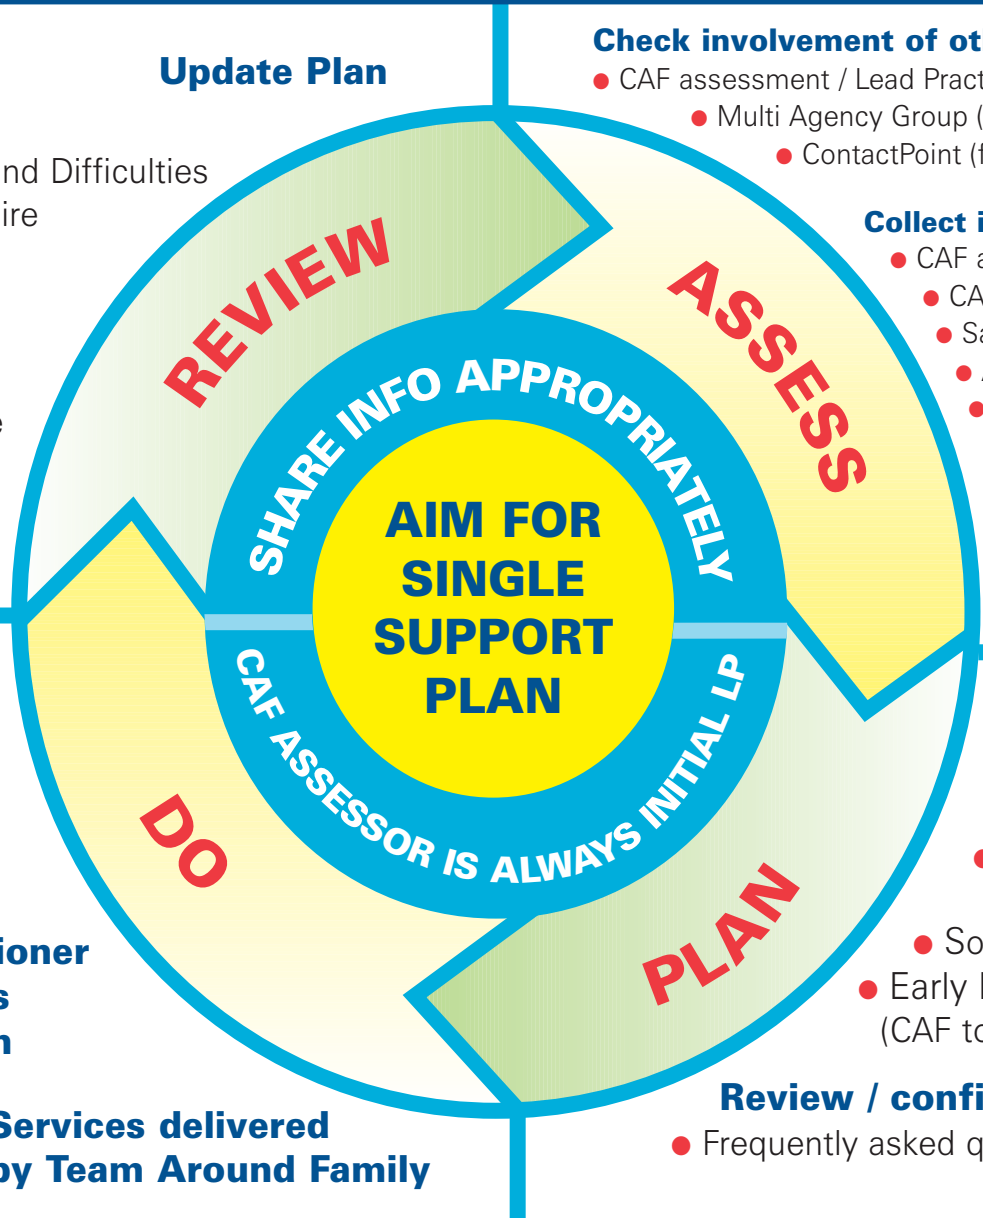 Update Plan
nd Difficulties
ire
Check involvement of ot
● CAF assessment / Lead Pract
● Multi Agency Group (
● ContactPoint (f
Collect i
● CAF a
● CA
● Sa
●
●
REVIEW
ASSESS
SHARE INFO APPROPRIATELY
AIM FOR
SINGLE
SUPPORT
PLAN
CAF ASSESSOR IS ALWAYS INITIAL LP
DO
PLAN
ioner
s
n
Services delivered
by Team Around Family
●
● So
● Early
(CAF to
Review / confi
● Frequently asked q